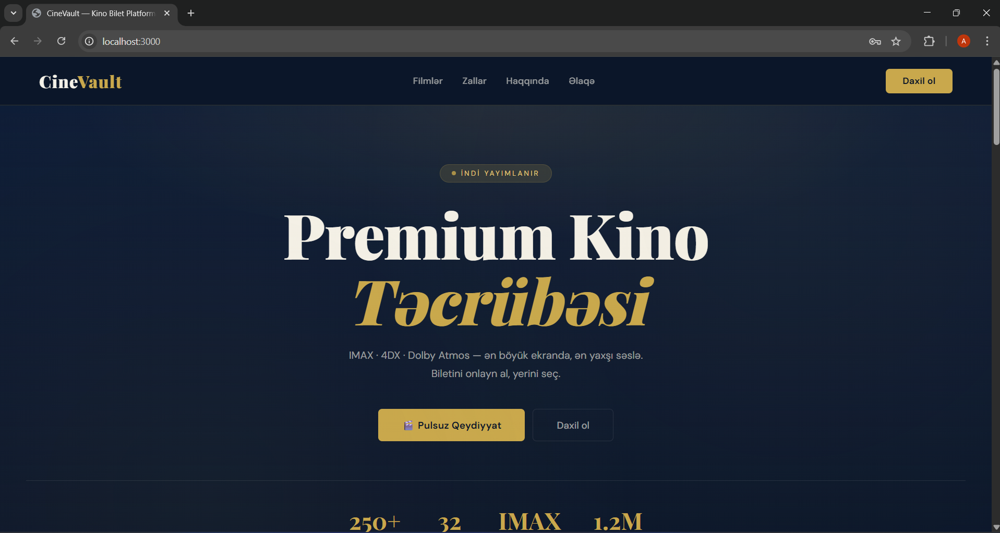 CineVault — Kino Bilet Platform
localhost:3000
A
CineVault
Filmlər
Zallar
Haqqında
Əlaqə
Daxil ol
İNDİ YAYIMLANIR
Premium Kino
Təcrübəsi
IMAX · 4DX · Dolby Atmos — ən böyük ekranda, ən yaxşı səslə.
Biletini onlayn al, yerini seç.
Pulsuz Qeydiyyat
Daxil ol
250+
32
IMAX
1.2M